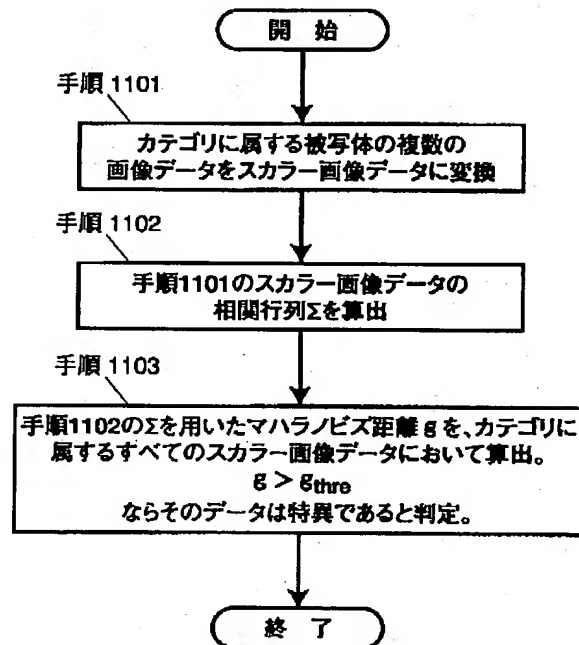 開 始
手順 1101
カテゴリに属する被写体の複数の
画像データをスカラー画像データに変換
手順 1102
手順1101のスカラー画像データの
相関行列Σを算出
手順 1103
手順1102のΣを用いたマハラノビズ距離 g を、カテゴリに
属するすべてのスカラー画像データにおいて算出。
g > gthre
ならそのデータは特異であると判定。
終 了